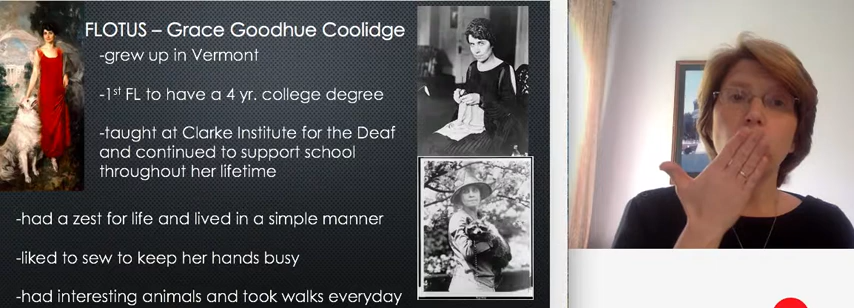 FLOTUS – Grace Goodhue Coolidge
-grew up in Vermont
-1st FL to have a 4 yr. college degree
-taught at Clarke Institute for the Deaf
and continued to support school
throughout her lifetime
-had a zest for life and lived in a simple manner
-liked to sew to keep her hands busy
-had interesting animals and took walks everyday